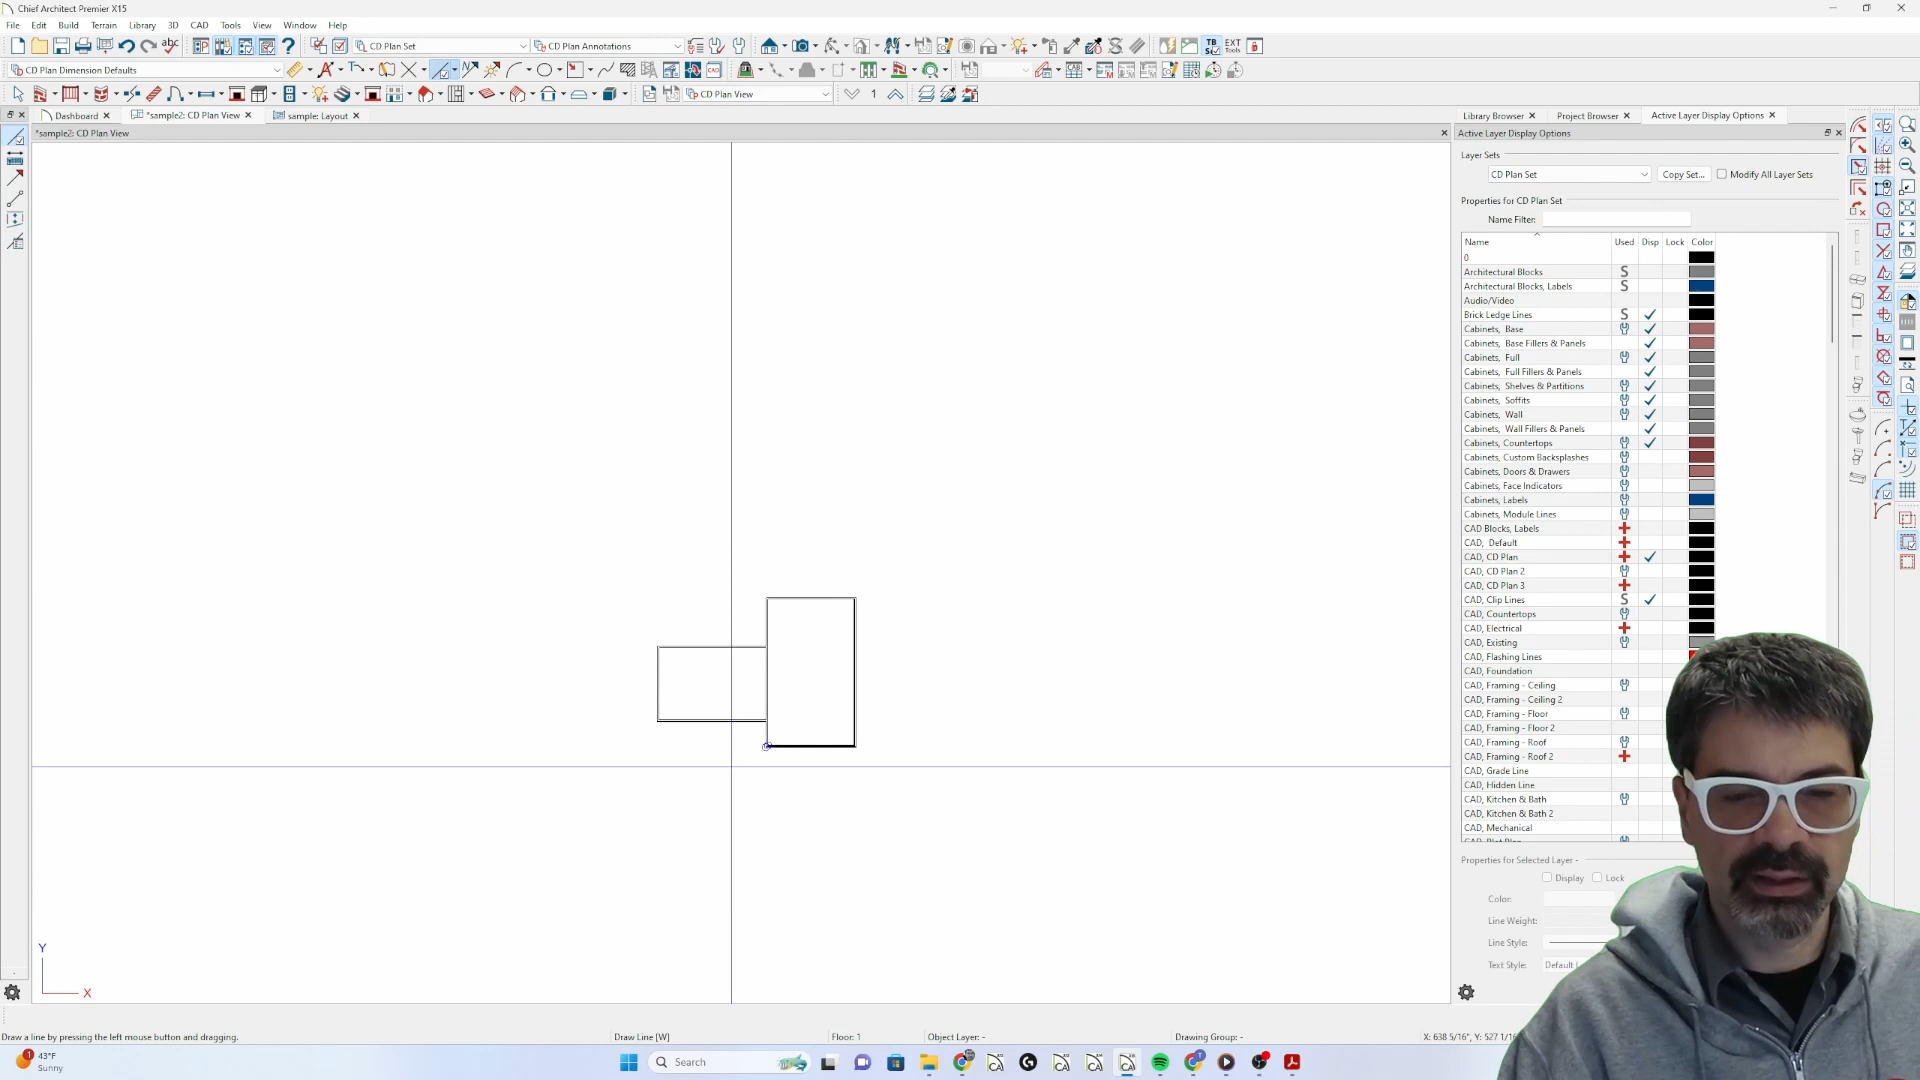 Chief Architect Premier X15
File Edit Build Terrain Library 3D CAD Tools View Window Help
CD Plan Set
CD Plan Annotations
TB
EXT
Tools
CD Plan Dimension Defaults
CD Plan View
1
Dashboard
*sample2: CD Plan View
sample: Layout
Library Browser
Project Browser
Active Layer Display Options
*sample2: CD Plan View
Active Layer Display Options
Layer Sets
CD Plan Set
Copy Set...
Modify All Layer Sets
Properties for CD Plan Set
Name Filter:
Name Used Disp Lock Color
0
Architectural Blocks S
Architectural Blocks, Labels S
Audio/Video
Brick Ledge Lines S
Cabinets, Base
Cabinets, Base Fillers & Panels
Cabinets, Full
Cabinets, Full Fillers & Panels
Cabinets, Shelves & Partitions
Cabinets, Soffits
Cabinets, Wall
Cabinets, Wall Fillers & Panels
Cabinets, Countertops
Cabinets, Custom Backsplashes
Cabinets, Doors & Drawers
Cabinets, Face Indicators
Cabinets, Labels
Cabinets, Module Lines
CAD Blocks, Labels
CAD, Default
CAD, CD Plan
CAD, CD Plan 2
CAD, CD Plan 3
CAD, Clip Lines S
CAD, Countertops
CAD, Electrical
CAD, Existing
CAD, Flashing Lines
CAD, Foundation
CAD, Framing - Ceiling
CAD, Framing - Ceiling 2
CAD, Framing - Floor
CAD, Framing - Floor 2
CAD, Framing - Roof
CAD, Framing - Roof 2
CAD, Grade Line
CAD, Hidden Line
CAD, Kitchen & Bath
CAD, Kitchen & Bath 2
CAD, Mechanical
Properties for Selected Layer -
Display Lock
Color:
Line Weight:
Line Style:
Text Style: Default
Y
X
Draw a line by pressing the left mouse button and dragging.
Draw Line [W]
Floor: 1
Object Layer: -
Drawing Group: -
X: 638 5/16", Y: 527 1/16
1
43°F
Sunny
Search